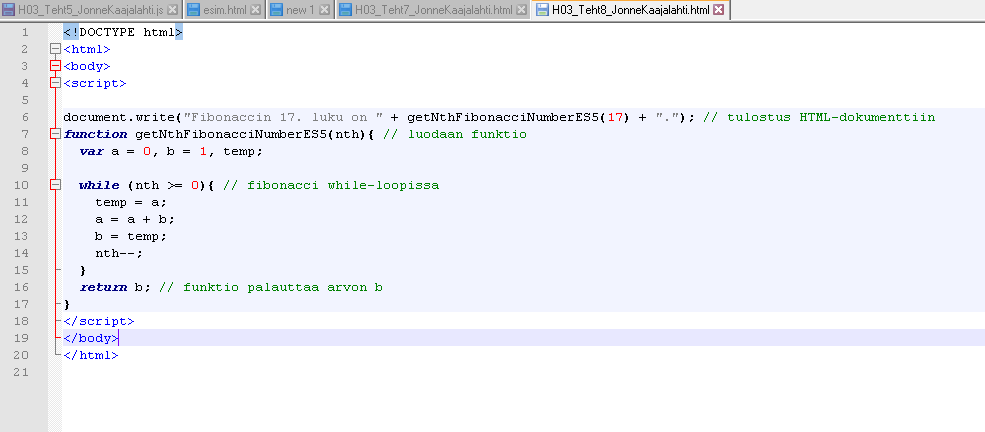 H03_Teht5_JonneKaajalahti.js esim.html new 1 H03_Teht7_JonneKaajalahti.html H03_Teht8_JonneKaajalahti.html
1 <!DOCTYPE html>
2 <html>
3 <body>
4 <script>
5
6 document.write("Fibonaccin 17. luku on " + getNthFibonacciNumberES5(17) + "."); // tulostus HTML-dokumenttiin
7 function getNthFibonacciNumberES5(nth){ // luodaan funktio
8 var a = 0, b = 1, temp;
9
10 while (nth >= 0){ // fibonacci while-loopissa
11 temp = a;
12 a = a + b;
13 b = temp;
14 nth--;
15 }
16 return b; // funktio palauttaa arvon b
17 }
18 </script>
19 </body>
20 </html>
21